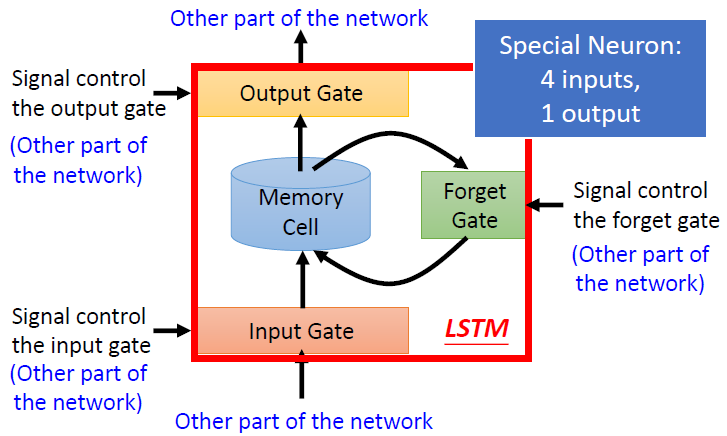 Other part of the network
Special Neuron:
4 inputs,
1 output
Signal control
the output gate
(Other part of
the network)
Output Gate
Memory
Cell
Forget
Gate
Signal control
the forget gate
(Other part of
the network)
Signal control
the input gate
(Other part of
the network)
Input Gate
LSTM
Other part of the network